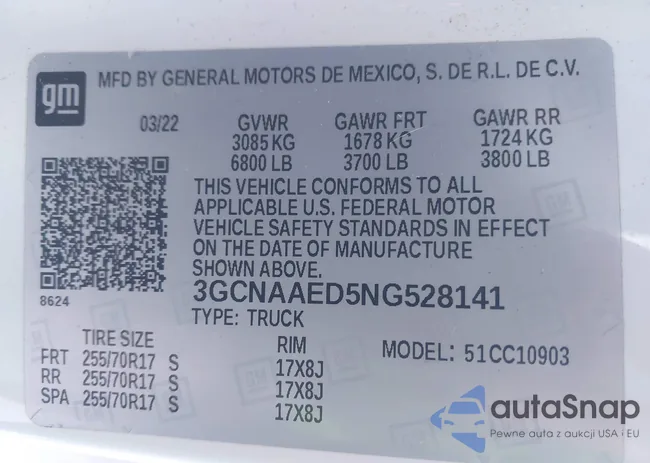 gm
MFD BY GENERAL MOTORS DE MEXICO, S. DE R.L. DE C.V.
03/22 GVWR GAWR FRT GAWR RR
3085 KG 1678 KG 1724 KG
6800 LB 3700 LB 3800 LB
THIS VEHICLE CONFORMS TO ALL
APPLICABLE U.S. FEDERAL MOTOR
VEHICLE SAFETY STANDARDS IN EFFECT
ON THE DATE OF MANUFACTURE
SHOWN ABOVE.
8624
3GCNAAED5NG528141
TYPE: TRUCK
TIRE SIZE RIM MODEL: 51CC10903
FRT 255/70R17 S 17X8J
RR 255/70R17 S 17X8J
SPA 255/70R17 S 17X8J
autaSnap
Pewne auta z aukcji USA i EU